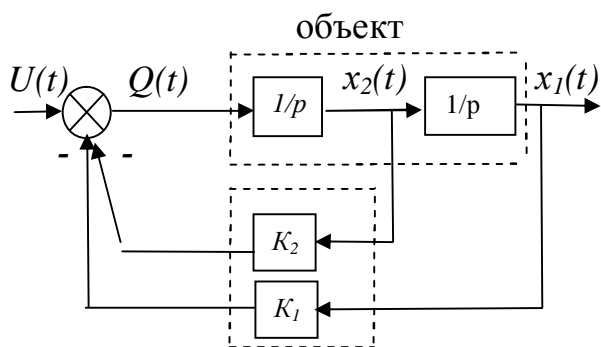 объект
U(t) Q(t) x₂(t) x₁(t)
1/p 1/p
- -
K₂
K₁